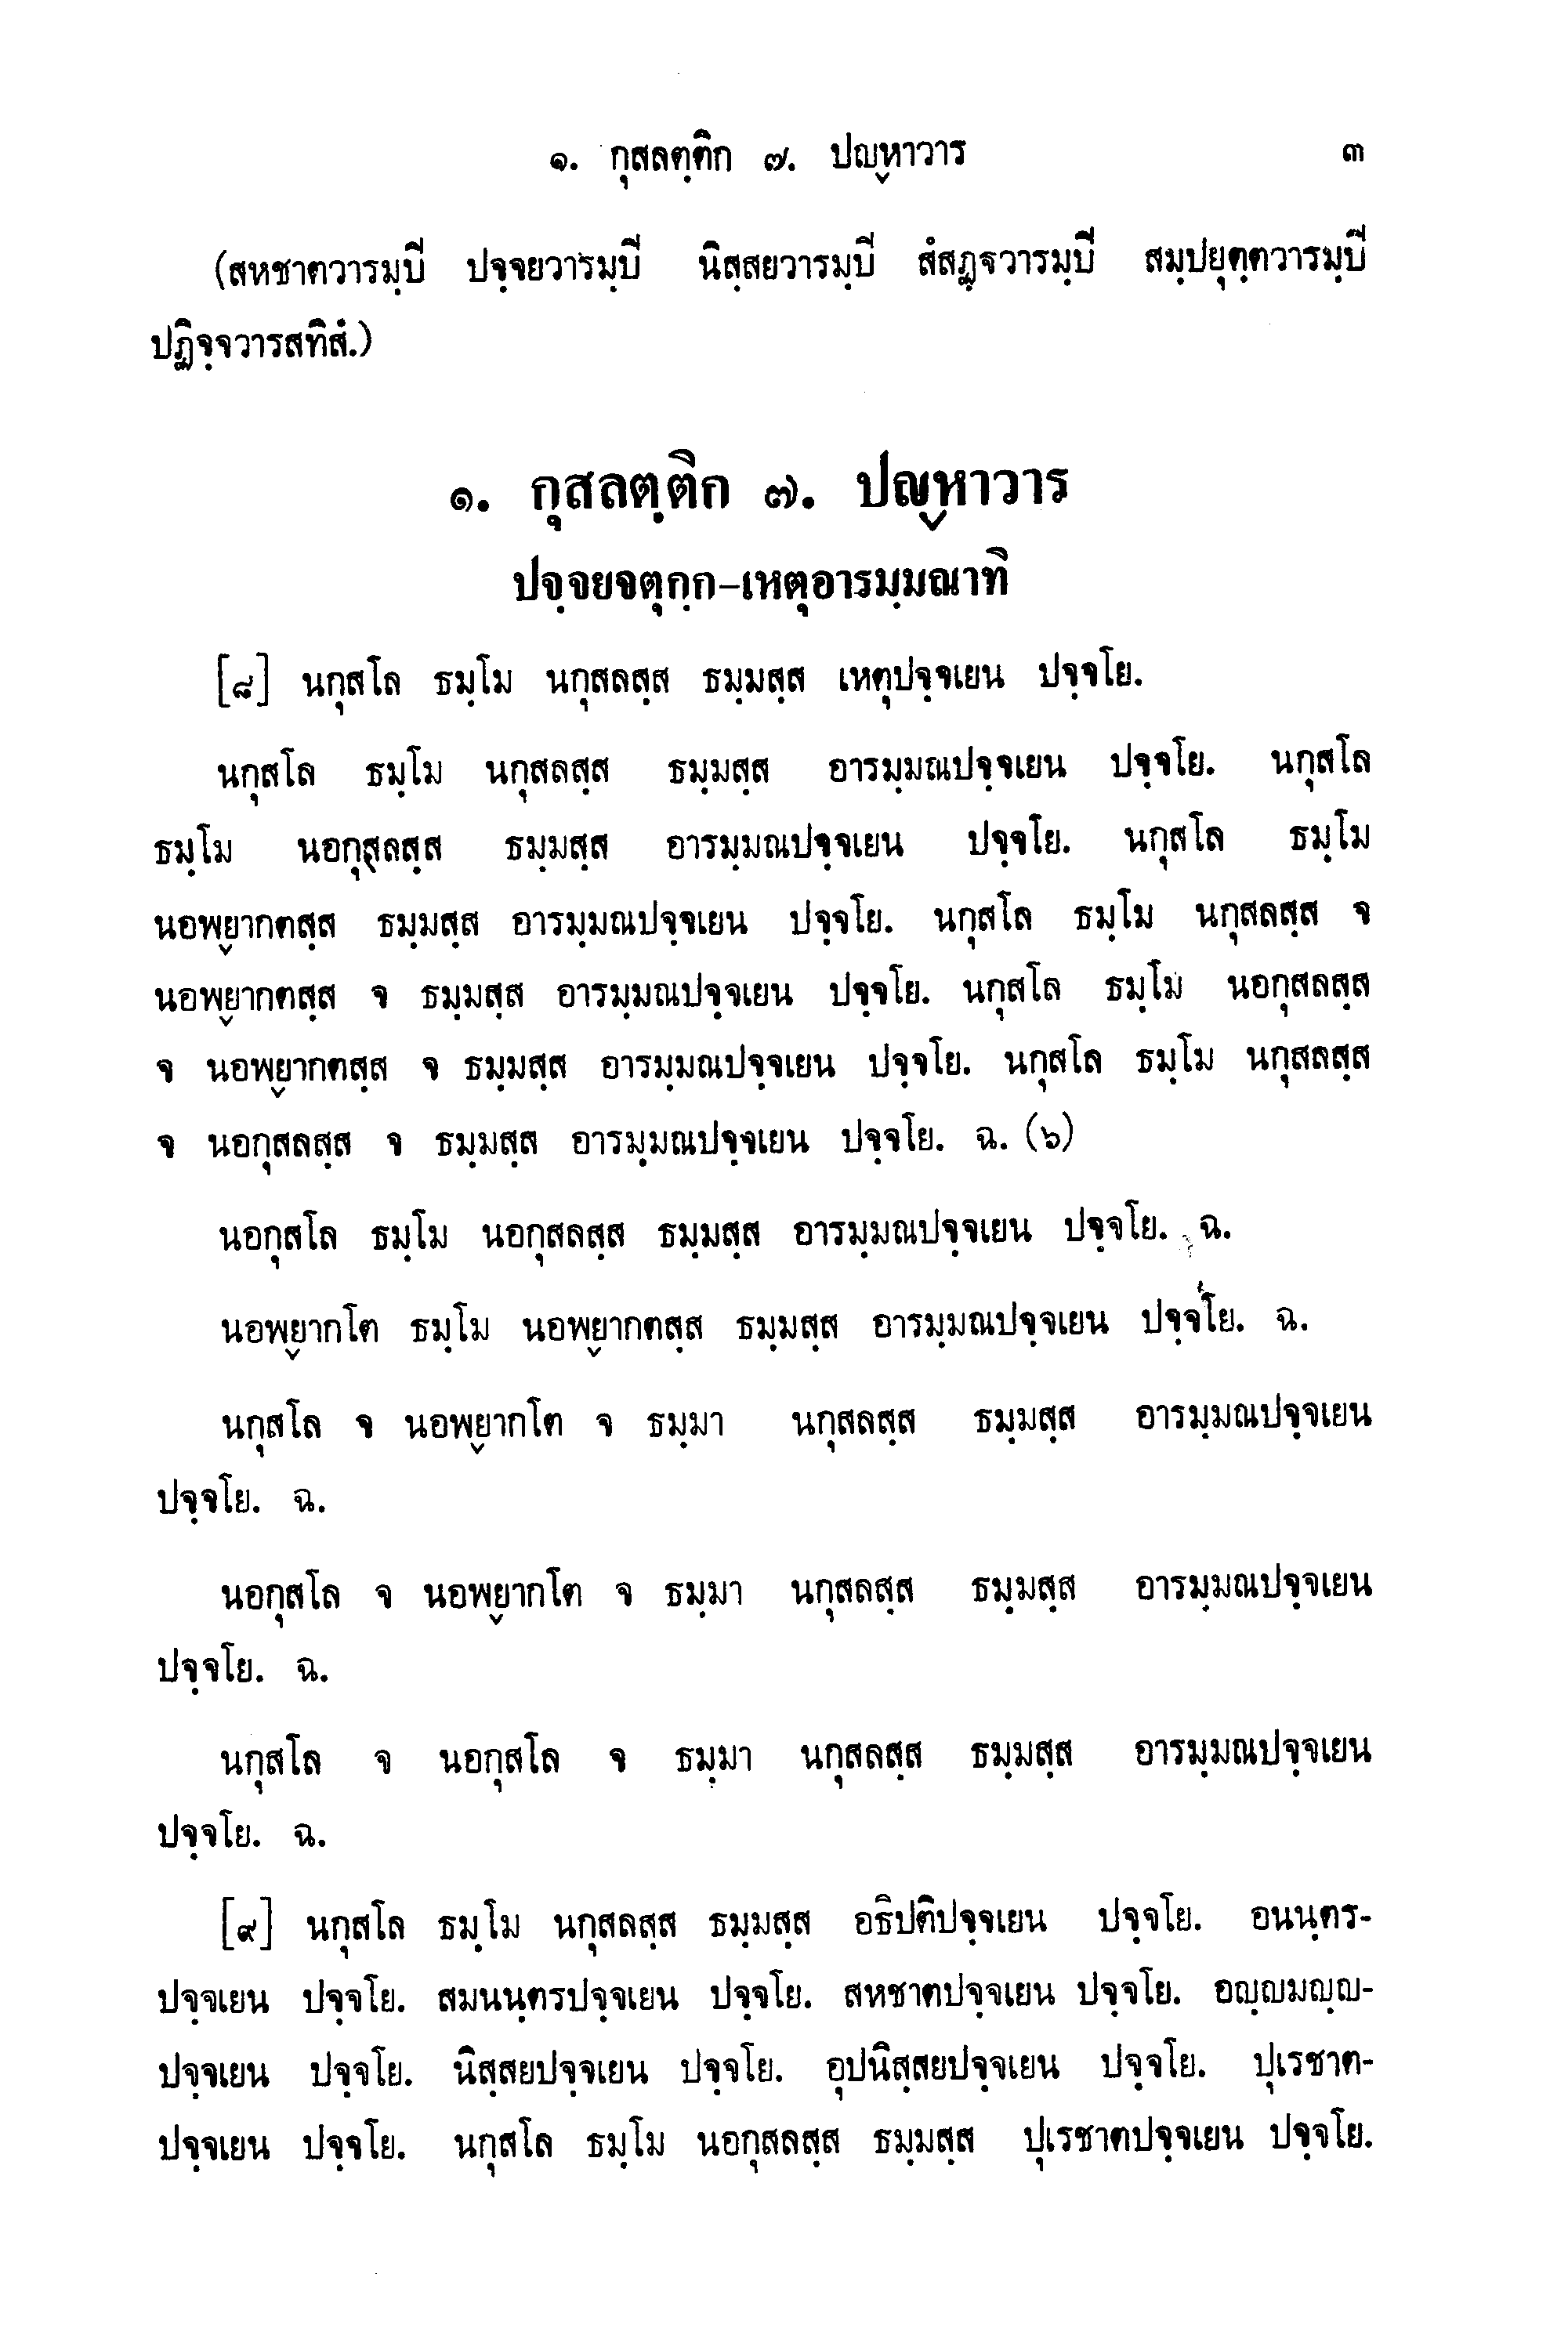 ๑. กุสลตฺติก ๗. ปญฺหาวาร ๓
(สหชาตวารมฺปี ปจฺจยวารมฺปี นิสฺสยวารมฺปี สํสฏฺฐวารมฺปี สมฺปยุตฺตวารมฺปี
ปฏิจฺจวารสทิสํ.)
๑. กุสลตฺติก ๗. ปญฺหาวาร
ปจฺจยจตุกฺก-เหตุอารมฺมณาทิ
[๘] นกุสโล ธมฺโม นกุสลสฺส ธมฺมสฺส เหตุปจฺจเยน ปจฺจโย.
นกุสโล ธมฺโม นกุสลสฺส ธมฺมสฺส อารมฺมณปจฺจเยน ปจฺจโย. นกุสโล
ธมฺโม นอกุสฺลสฺส ธมฺมสฺส อารมฺมณปจฺจเยน ปจฺจโย. นกุสโล ธมฺโม
นอพฺยากตสฺส ธมฺมสฺส อารมฺมณปจฺจเยน ปจฺจโย. นกุสโล ธมฺโม นกุสลสฺส จ
นอพฺยากตสฺส จ ธมฺมสฺส อารมฺมณปจฺจเยน ปจฺจโย. นกุสโล ธมฺโม นอกุสลสฺส
จ นอพฺยากตสฺส จ ธมฺมสฺส อารมฺมณปจฺจเยน ปจฺจโย. นกุสโล ธมฺโม นกุสลสฺส
จ นอกุสลสฺส จ ธมฺมสฺส อารมฺมณปจฺจเยน ปจฺจโย. ฉ. (๖)
นอกุสโล ธมฺโม นอกุสลสฺส ธมฺมสฺส อารมฺมณปจฺจเยน ปจฺจโย. ฉ.
นอพฺยากโต ธมฺโม นอพฺยากตสฺส ธมฺมสฺส อารมฺมณปจฺจเยน ปจฺจโย. ฉ.
นกุสโล จ นอพฺยากโต จ ธมฺมา นกุสลสฺส ธมฺมสฺส อารมฺมณปจฺจเยน
ปจฺจโย. ฉ.
นอกุสโล จ นอพฺยากโต จ ธมฺมา นกุสลสฺส ธมฺมสฺส อารมฺมณปจฺจเยน
ปจฺจโย. ฉ.
นกุสโล จ นอกุสโล จ ธมฺมา นกุสลสฺส ธมฺมสฺส อารมฺมณปจฺจเยน
ปจฺจโย. ฉ.
[๙] นกุสโล ธมฺโม นกุสลสฺส ธมฺมสฺส อธิปติปจฺจเยน ปจฺจโย. อนนฺตร-
ปจฺจเยน ปจฺจโย. สมนนฺตรปจฺจเยน ปจฺจโย. สหชาตปจฺจเยน ปจฺจโย. อญฺญมญฺญ-
ปจฺจเยน ปจฺจโย. นิสฺสยปจฺจเยน ปจฺจโย. อุปนิสฺสยปจฺจเยน ปจฺจโย. ปุเรชาต-
ปจฺจเยน ปจฺจโย. นกุสโล ธมฺโม นอกุสลสฺส ธมฺมสฺส ปุเรชาตปจฺจเยน ปจฺจโย.